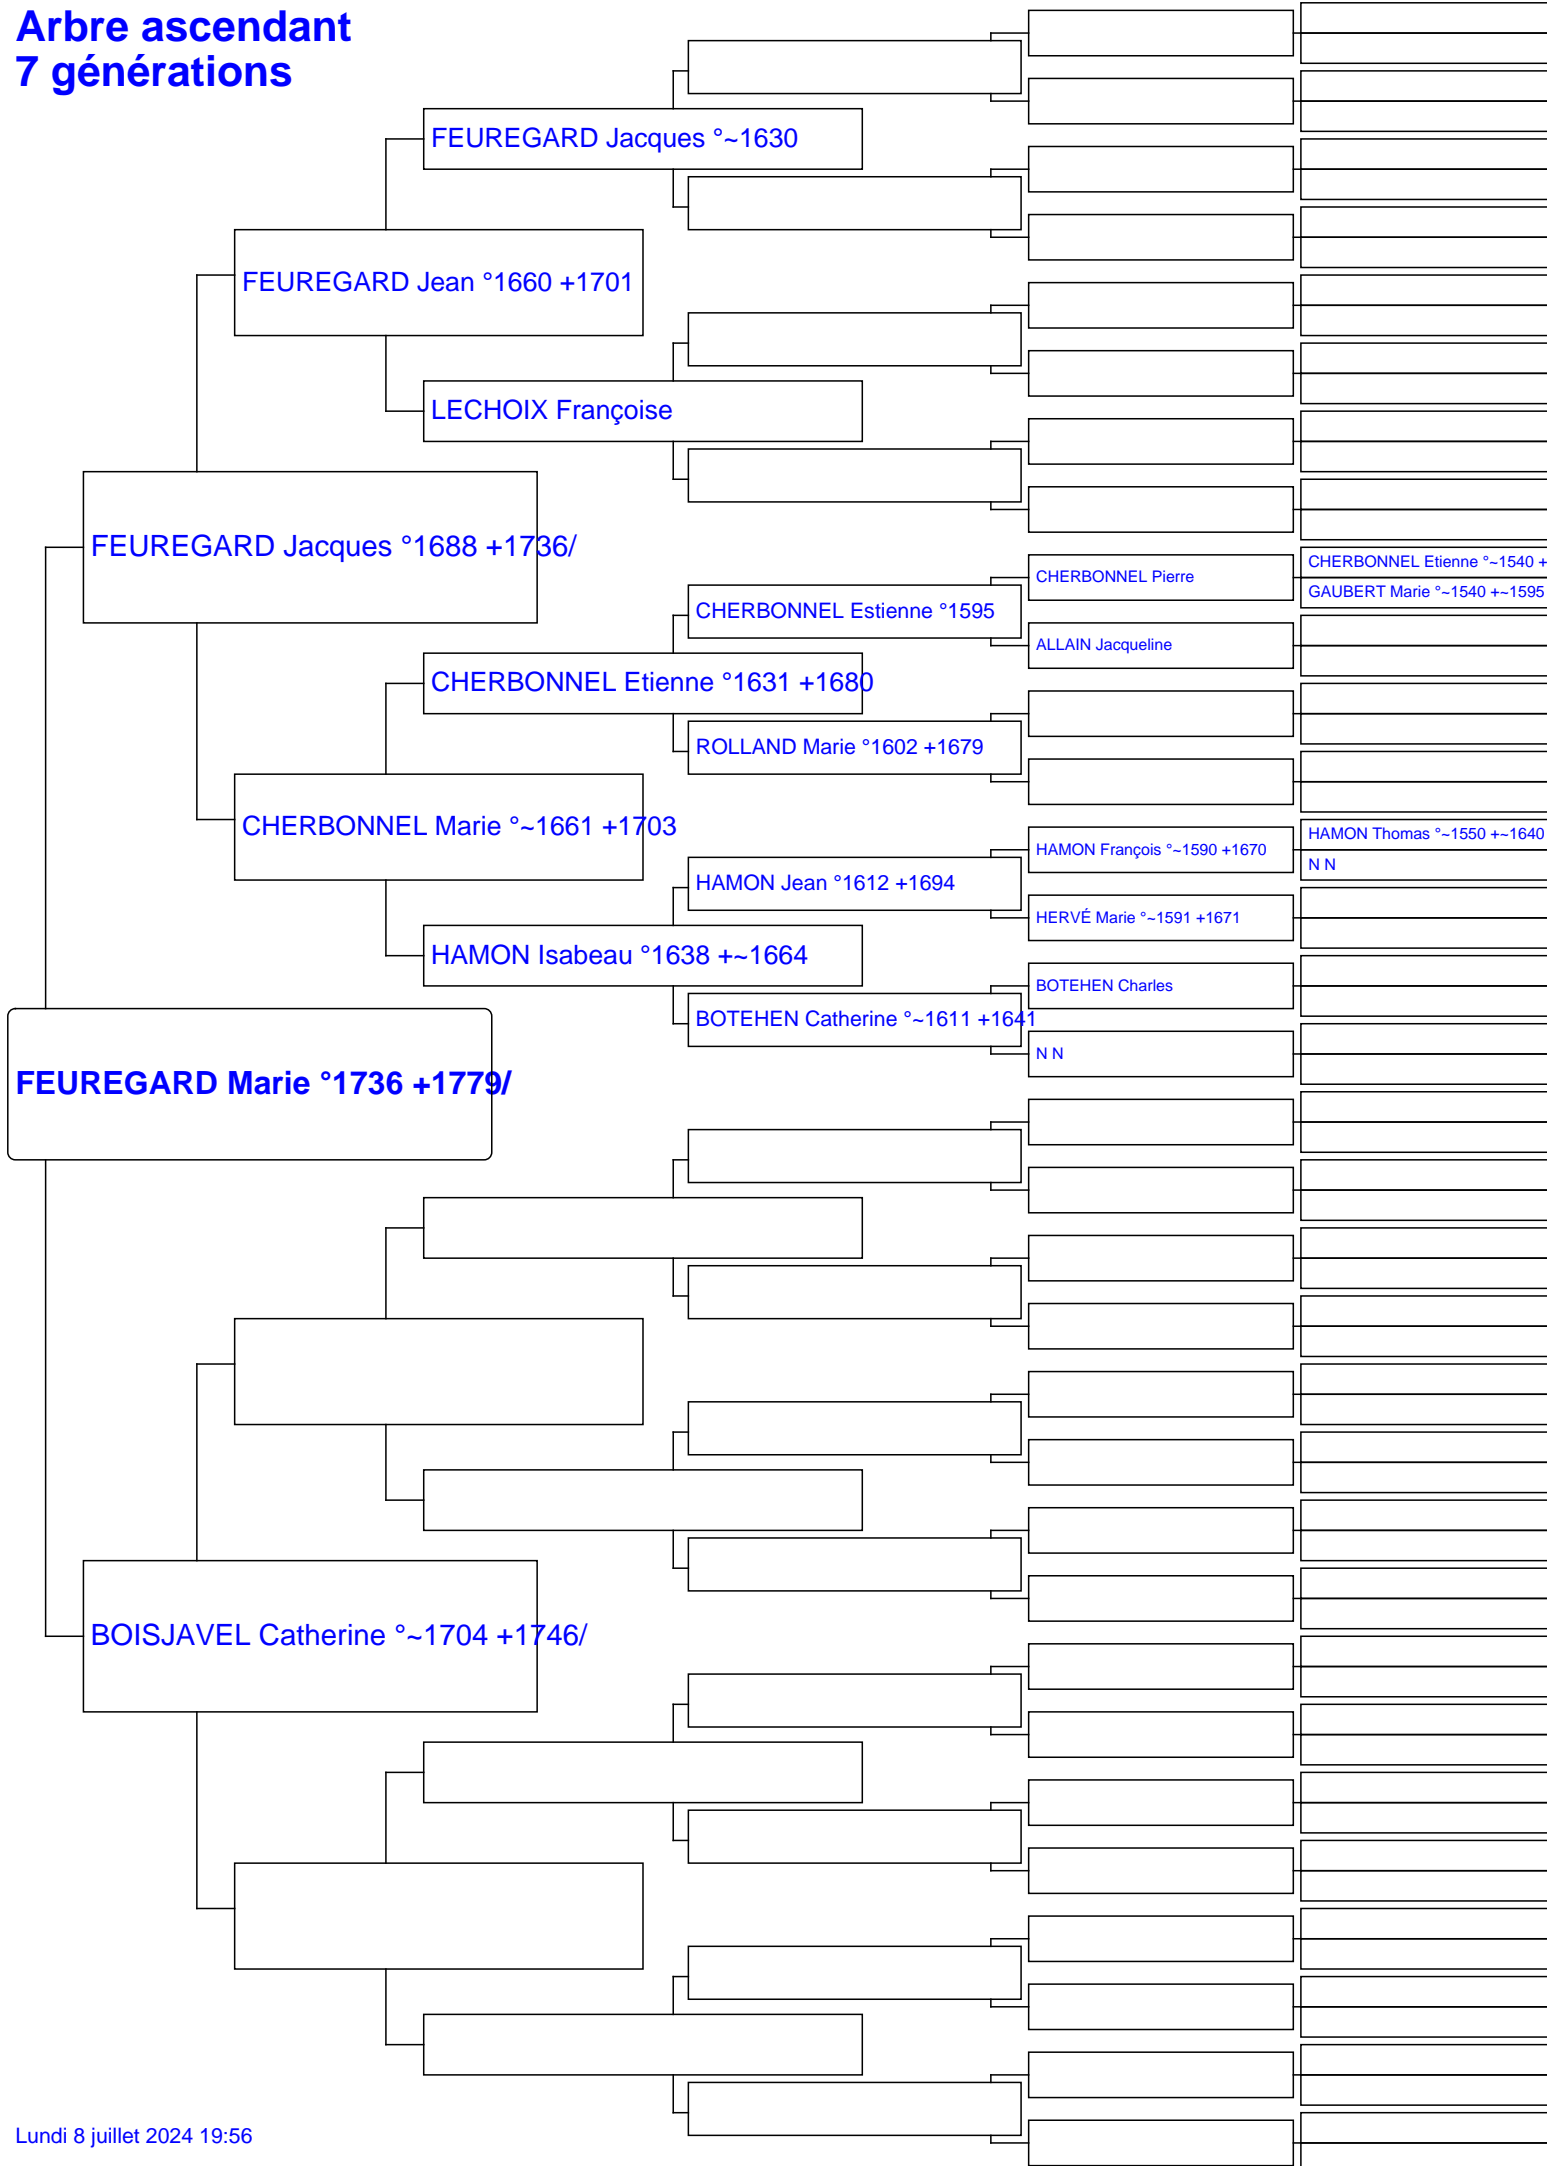 Arbre ascendant
7 générations
FEUREGARD Jacques °~1630
FEUREGARD Jean °1660 +1701
LECHOIX Françoise
FEUREGARD Jacques °1688 +1736/
CHERBONNEL Etienne °~1540 +
CHERBONNEL Pierre
GAUBERT Marie °~1540 +~1595
CHERBONNEL Estienne °1595
ALLAIN Jacqueline
CHERBONNEL Etienne °1631 +1680
ROLLAND Marie °1602 +1679
CHERBONNEL Marie °~1661 +1703
HAMON Thomas °~1550 +~1640
HAMON François °~1590 +1670
N N
HAMON Jean °1612 +1694
HERVÉ Marie °~1591 +1671
HAMON Isabeau °1638 +~1664
BOTEHEN Charles
BOTEHEN Catherine °~1611 +1641
N N
FEUREGARD Marie °1736 +1779/
BOISJAVEL Catherine °~1704 +1746/
Lundi 8 juillet 2024 19:56